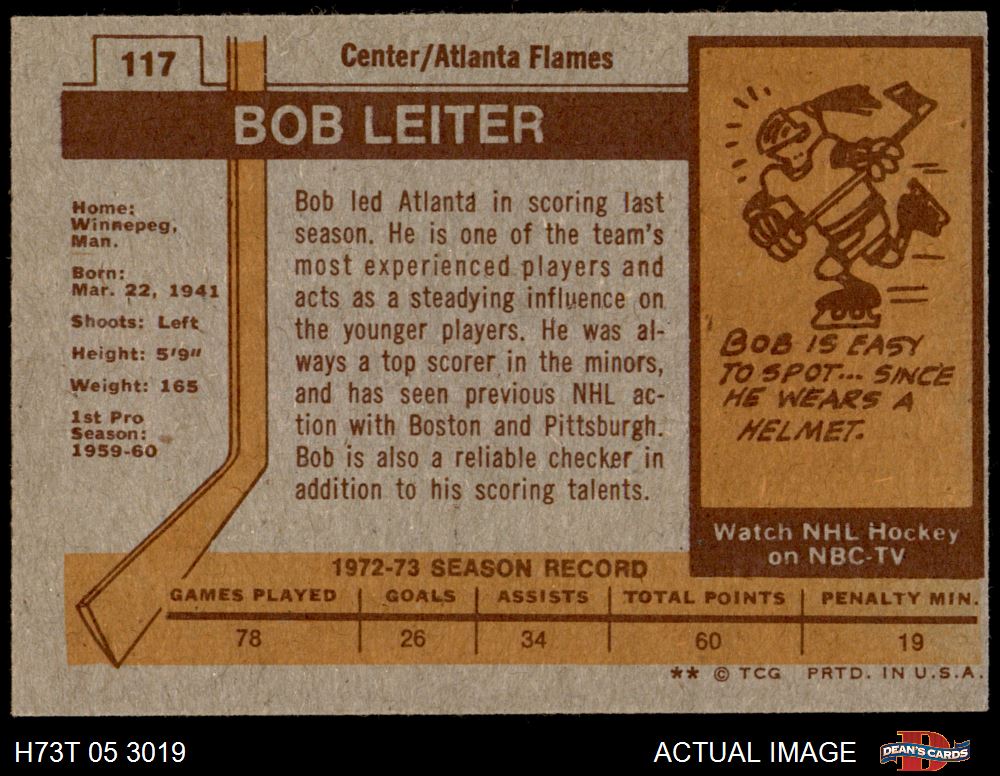 117
Center/Atlanta Flames
BOB LEITER
Home:
Winnepeg,
Man.
Born:
Mar. 22, 1941
Shoots: Left
Height: 5'9"
Weight: 165
1st Pro
Season:
1959-60
Bob led Atlanta in scoring last
season. He is one of the team's
most experienced players and
acts as a steadying influence on
the younger players. He was al-
ways a top scorer in the minors,
and has seen previous NHL ac-
tion with Boston and Pittsburgh.
Bob is also a reliable checker in
addition to his scoring talents.
BOB IS EASY
TO SPOT... SINCE
HE WEARS A
HELMET.
Watch NHL Hockey
on NBC-TV
1972-73 SEASON RECORD
GAMES PLAYED | GOALS | ASSISTS | TOTAL POINTS | PENALTY MIN.
78 26 34 60 19
** © TCG PRTD. IN U.S.A.
H73T 05 3019 ACTUAL IMAGE D DEAN'S CARDS